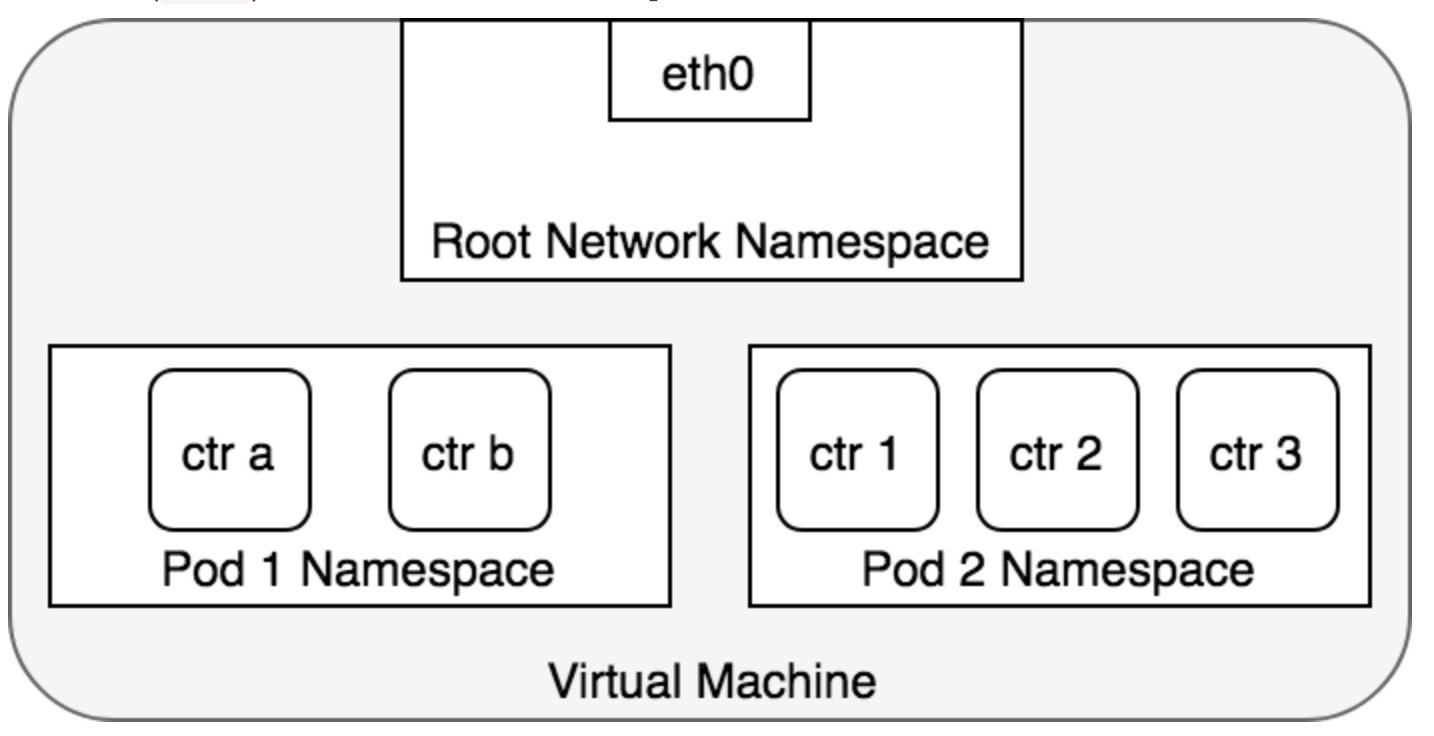 eth0
Root Network Namespace
ctr a
ctr b
Pod 1 Namespace
ctr 1
ctr 2
ctr 3
Pod 2 Namespace
Virtual Machine